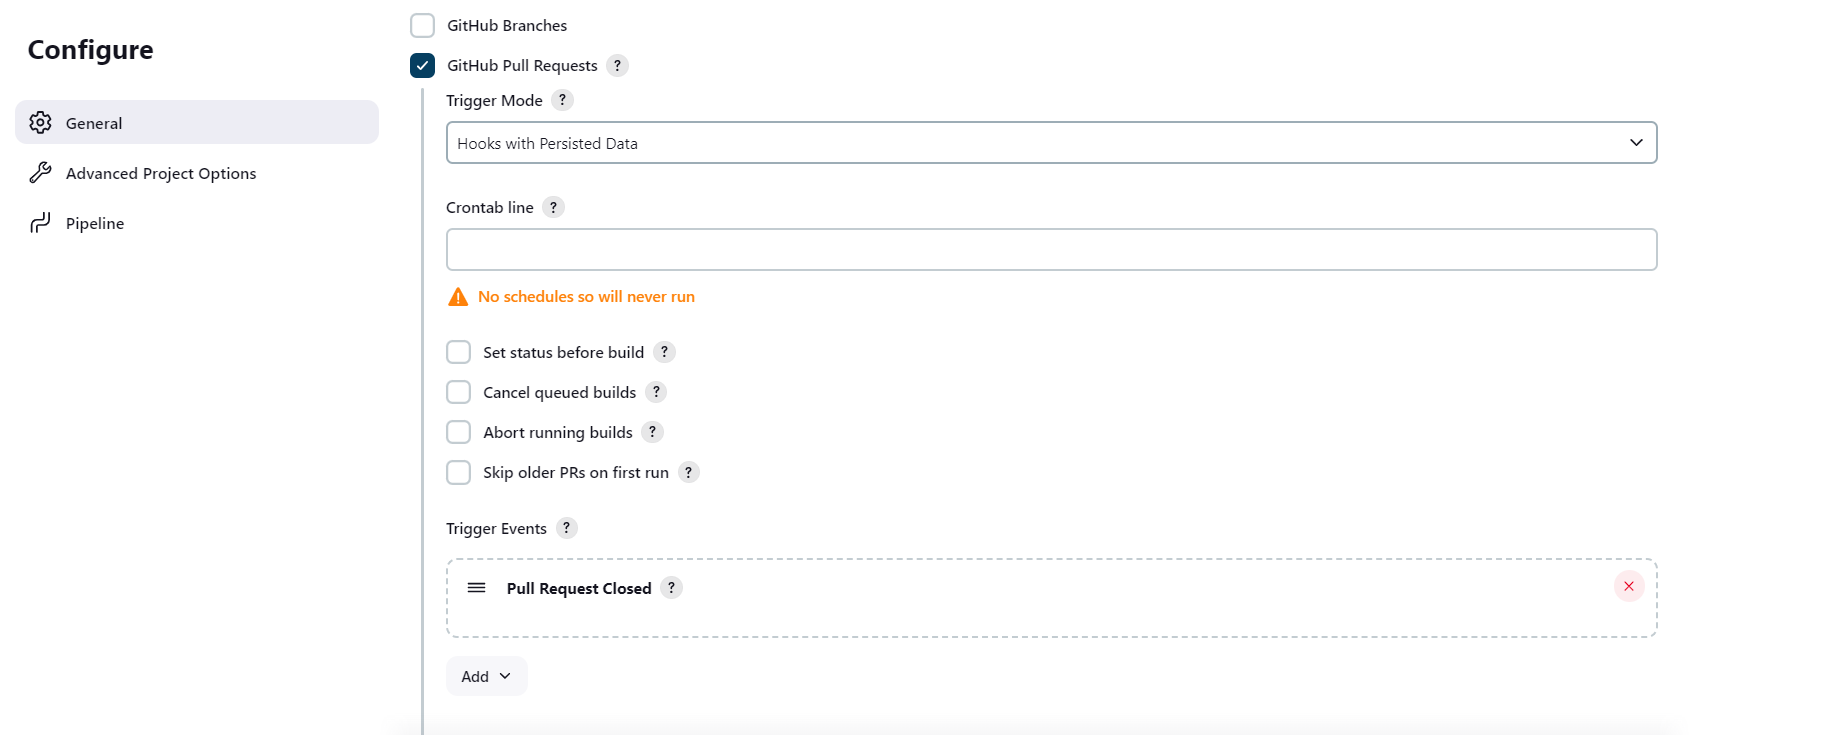 Configure
General
Advanced Project Options
Pipeline
GitHub Branches
GitHub Pull Requests ?
Trigger Mode ?
Hooks with Persisted Data
Crontab line ?
No schedules so will never run
Set status before build ?
Cancel queued builds ?
Abort running builds ?
Skip older PRs on first run ?
Trigger Events ?
Pull Request Closed ?
Add